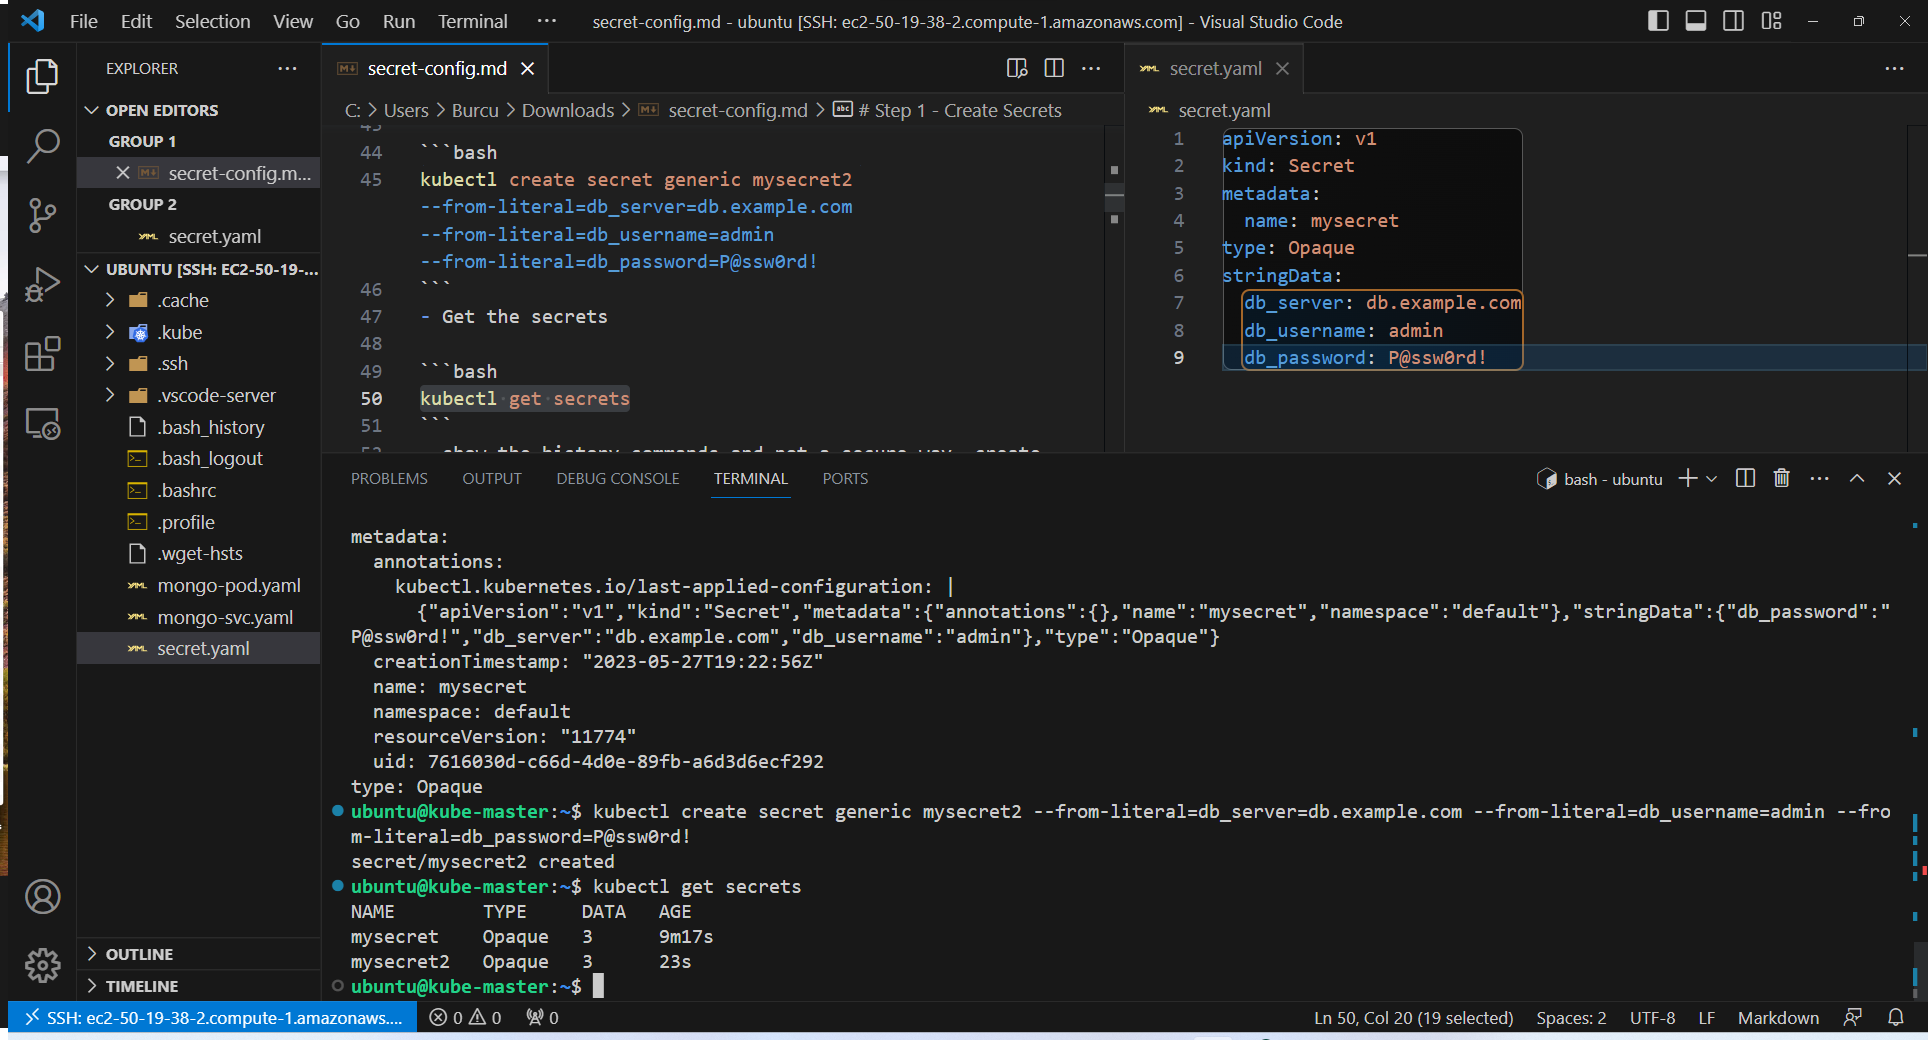 File Edit Selection View Go Run Terminal ··· secret-config.md - ubuntu [SSH: ec2-50-19-38-2.compute-1.amazonaws.com] - Visual Studio Code
EXPLORER
OPEN EDITORS
GROUP 1
secret-config.m...
GROUP 2
secret.yaml
UBUNTU [SSH: EC2-50-19-...
.cache
.kube
.ssh
.vscode-server
.bash_history
.bash_logout
.bashrc
.profile
.wget-hsts
mongo-pod.yaml
mongo-svc.yaml
secret.yaml
OUTLINE
TIMELINE
secret-config.md
C: > Users > Burcu > Downloads > secret-config.md > # Step 1 - Create Secrets
43
44 ```bash
45 kubectl create secret generic mysecret2
--from-literal=db_server=db.example.com
--from-literal=db_username=admin
--from-literal=db_password=P@ssw0rd!
46 ```
47 - Get the secrets
48
49 ```bash
50 kubectl get secrets
51 ```
52 show the history commands and not a secure way, create
secret.yaml
secret.yaml
1 apiVersion: v1
2 kind: Secret
3 metadata:
4 name: mysecret
5 type: Opaque
6 stringData:
7 db_server: db.example.com
8 db_username: admin
9 db_password: P@ssw0rd!
PROBLEMS OUTPUT DEBUG CONSOLE TERMINAL PORTS bash - ubuntu
metadata:
annotations:
kubectl.kubernetes.io/last-applied-configuration: |
{"apiVersion":"v1","kind":"Secret","metadata":{"annotations":{},"name":"mysecret","namespace":"default"},"stringData":{"db_password":"
P@ssw0rd!","db_server":"db.example.com","db_username":"admin"},"type":"Opaque"}
creationTimestamp: "2023-05-27T19:22:56Z"
name: mysecret
namespace: default
resourceVersion: "11774"
uid: 7616030d-c66d-4d0e-89fb-a6d3d6ecf292
type: Opaque
ubuntu@kube-master:~$ kubectl create secret generic mysecret2 --from-literal=db_server=db.example.com --from-literal=db_username=admin --fro
m-literal=db_password=P@ssw0rd!
secret/mysecret2 created
ubuntu@kube-master:~$ kubectl get secrets
NAME TYPE DATA AGE
mysecret Opaque 3 9m17s
mysecret2 Opaque 3 23s
ubuntu@kube-master:~$
SSH: ec2-50-19-38-2.compute-1.amazonaws.... 0 0 0 Ln 50, Col 20 (19 selected) Spaces: 2 UTF-8 LF Markdown